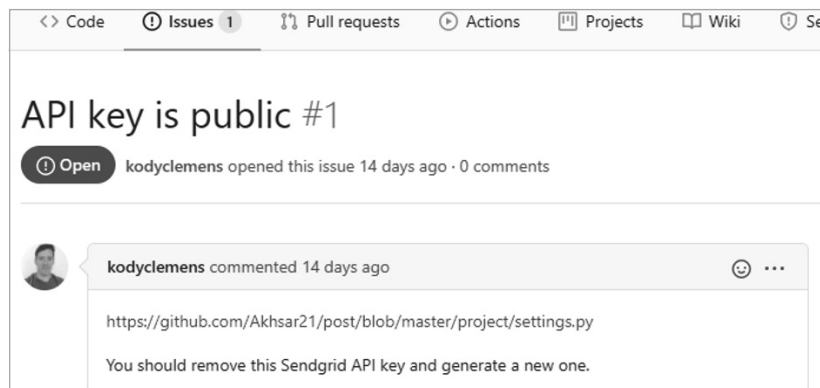 Code Issues 1 Pull requests Actions Projects Wiki
API key is public #1
Open kodyclemens opened this issue 14 days ago · 0 comments
kodyclemens commented 14 days ago
https://github.com/Akhsar21/post/blob/master/project/settings.py
You should remove this Sendgrid API key and generate a new one.